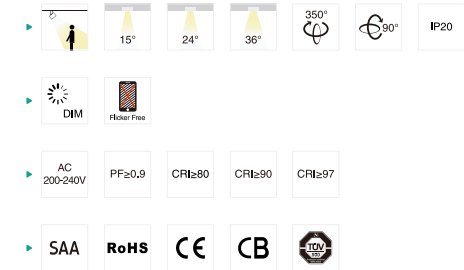 15°
24°
36°
350°
90°
IP20
DIM
Flicker Free
AC
200-240V
PF≥0.9
CRI≥80
CRI≥90
CRI≥97
SAA
RoHS
CE
CB
TÜV